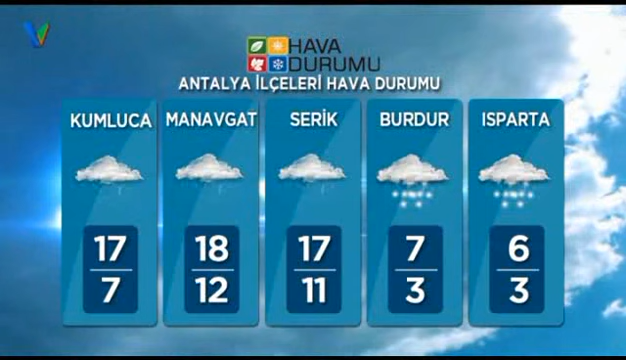 HAVA
DURUMU
ANTALYA İLÇELERİ HAVA DURUMU
KUMLUCA MANAVGAT SERİK BURDUR ISPARTA
17 18 17 7 6
7 12 11 3 3